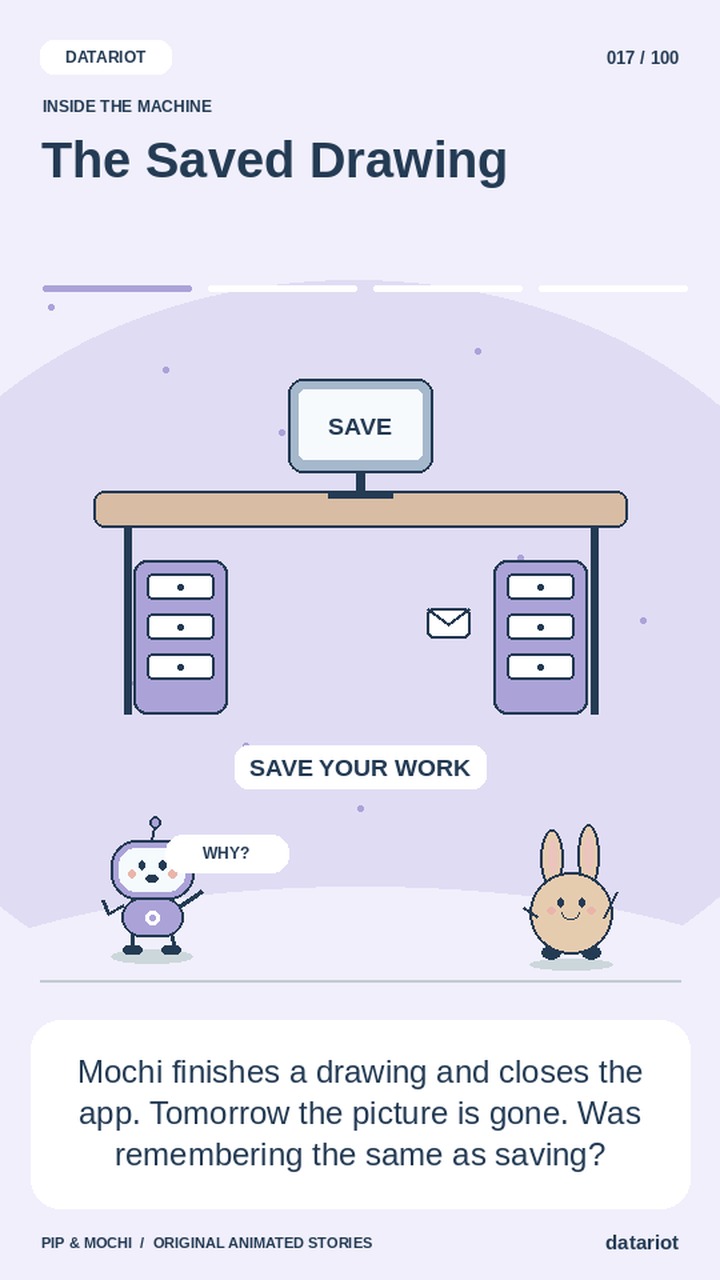 DATARIOT
017 / 100
INSIDE THE MACHINE
The Saved Drawing
SAVE
SAVE YOUR WORK
WHY?
Mochi finishes a drawing and closes the
app. Tomorrow the picture is gone. Was
remembering the same as saving?
PIP & MOCHI / ORIGINAL ANIMATED STORIES
datariot